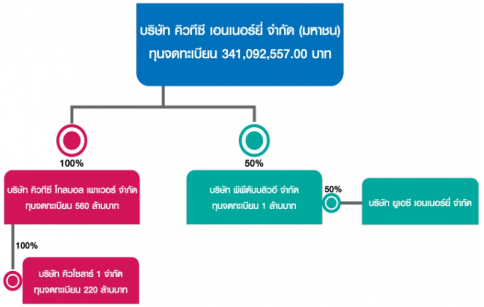 บริษัท คิวทีซี เอนเนอร์ยี่ จำกัด (มหาชน)
ทุนจดทะเบียน 341,092,557.00 บาท
100%
50%
บริษัท คิวทีซี โกลบอล เพาเวอร์ จำกัด
ทุนจดทะเบียน 560 ล้านบาท
บริษัท พีพีดับบลิวอี จำกัด
ทุนจดทะเบียน 1 ล้านบาท
50%
บริษัท ยูเอซี เอนเนอร์ยี่ จำกัด
100%
บริษัท คิวโซลาร์ 1 จำกัด
ทุนจดทะเบียน 220 ล้านบาท